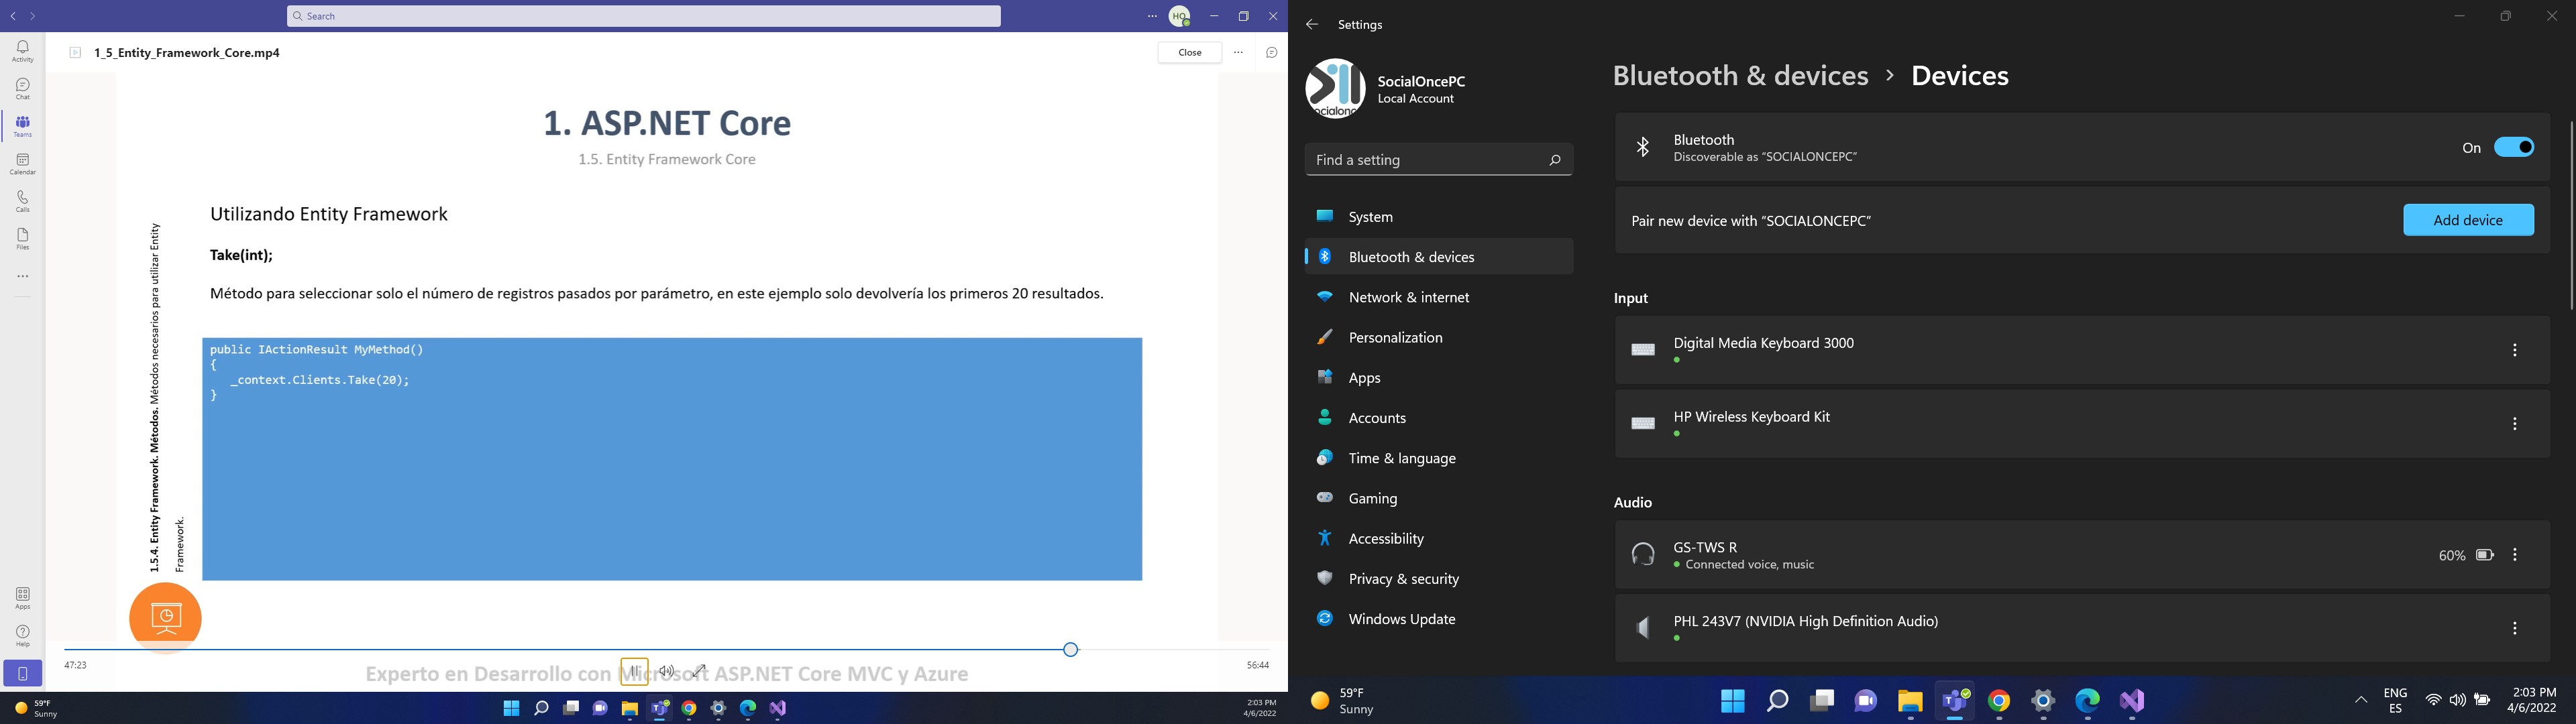 Search
HO
Activity
Chat
Teams
Calendar
Calls
Files
Apps
Help
1_5_Entity_Framework_Core.mp4
Close
1. ASP.NET Core
1.5. Entity Framework Core
1.5.4. Entity Framework. Métodos. Métodos necesarios para utilizar Entity
Framework.
Utilizando Entity Framework
Take(int);
Método para seleccionar solo el número de registros pasados por parámetro, en este ejemplo solo devolvería los primeros 20 resultados.
public IActionResult MyMethod()
{
_context.Clients.Take(20);
}
47:23
56:44
Experto en Desarrollo con Microsoft ASP.NET Core MVC y Azure
59°F
Sunny
2:03 PM
4/6/2022
Settings
SocialOncePC
Local Account
Find a setting
System
Bluetooth & devices
Network & internet
Personalization
Apps
Accounts
Time & language
Gaming
Accessibility
Privacy & security
Windows Update
Bluetooth & devices > Devices
Bluetooth
Discoverable as "SOCIALONCEPC"
On
Pair new device with "SOCIALONCEPC"
Add device
Input
Digital Media Keyboard 3000
HP Wireless Keyboard Kit
Audio
GS-TWS R
Connected voice, music
60%
PHL 243V7 (NVIDIA High Definition Audio)
59°F
Sunny
ENG
ES
2:03 PM
4/6/2022